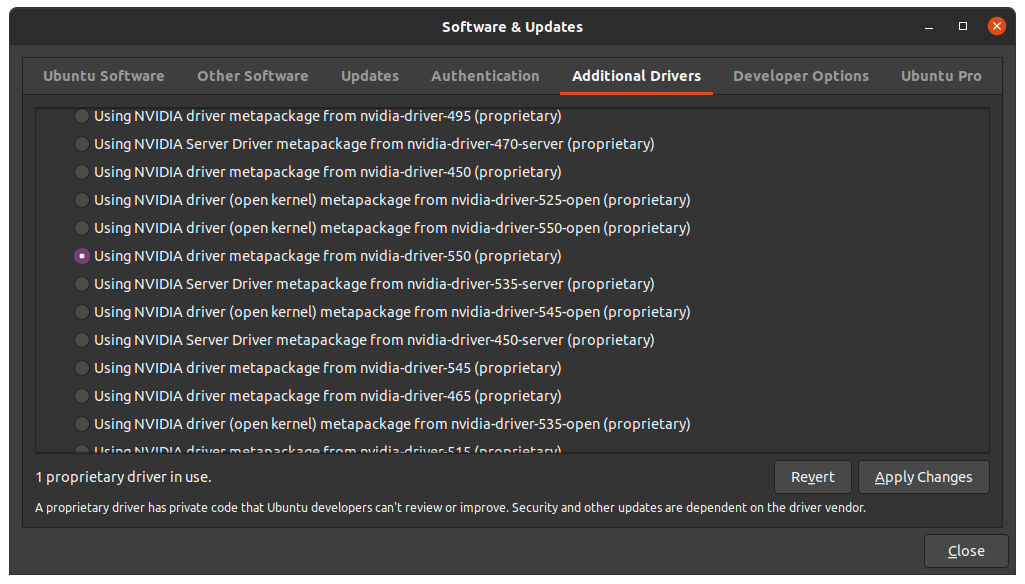 Software & Updates
Ubuntu Software Other Software Updates Authentication Additional Drivers Developer Options Ubuntu Pro
Using NVIDIA driver metapackage from nvidia-driver-495 (proprietary)
Using NVIDIA Server Driver metapackage from nvidia-driver-470-server (proprietary)
Using NVIDIA driver metapackage from nvidia-driver-450 (proprietary)
Using NVIDIA driver (open kernel) metapackage from nvidia-driver-525-open (proprietary)
Using NVIDIA driver (open kernel) metapackage from nvidia-driver-550-open (proprietary)
Using NVIDIA driver metapackage from nvidia-driver-550 (proprietary)
Using NVIDIA Server Driver metapackage from nvidia-driver-535-server (proprietary)
Using NVIDIA driver (open kernel) metapackage from nvidia-driver-545-open (proprietary)
Using NVIDIA Server Driver metapackage from nvidia-driver-450-server (proprietary)
Using NVIDIA driver metapackage from nvidia-driver-545 (proprietary)
Using NVIDIA driver metapackage from nvidia-driver-465 (proprietary)
Using NVIDIA driver (open kernel) metapackage from nvidia-driver-535-open (proprietary)
Using NVIDIA driver metapackage from nvidia-driver-515 (proprietary)
1 proprietary driver in use.
Revert Apply Changes
A proprietary driver has private code that Ubuntu developers can't review or improve. Security and other updates are dependent on the driver vendor.
Close